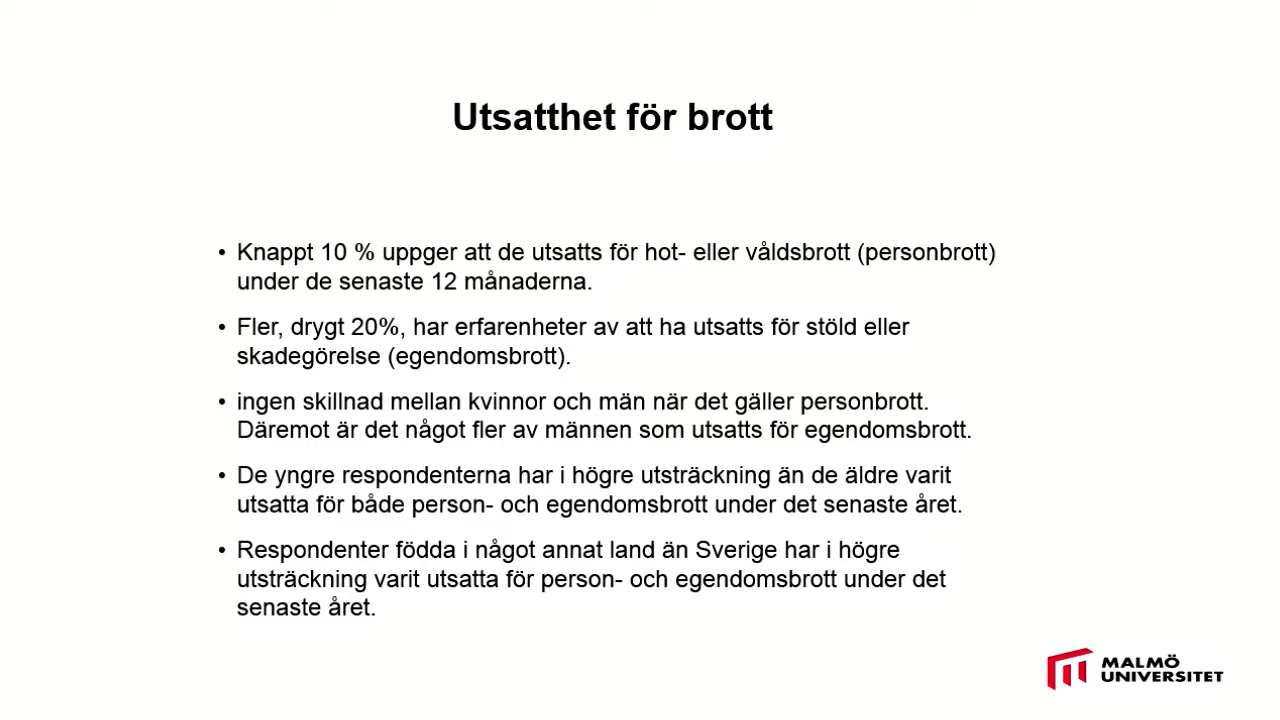 Utsatthet för brott
• Knappt 10 % uppger att de utsatts för hot- eller våldsbrott (personbrott)
under de senaste 12 månaderna.
• Fler, drygt 20%, har erfarenheter av att ha utsatts för stöld eller
skadegörelse (egendomsbrott).
• ingen skillnad mellan kvinnor och män när det gäller personbrott.
Däremot är det något fler av männen som utsatts för egendomsbrott.
• De yngre respondenterna har i högre utsträckning än de äldre varit
utsatta för både person- och egendomsbrott under det senaste året.
• Respondenter födda i något annat land än Sverige har i högre
utsträckning varit utsatta för person- och egendomsbrott under det
senaste året.
MALMÖ
UNIVERSITET